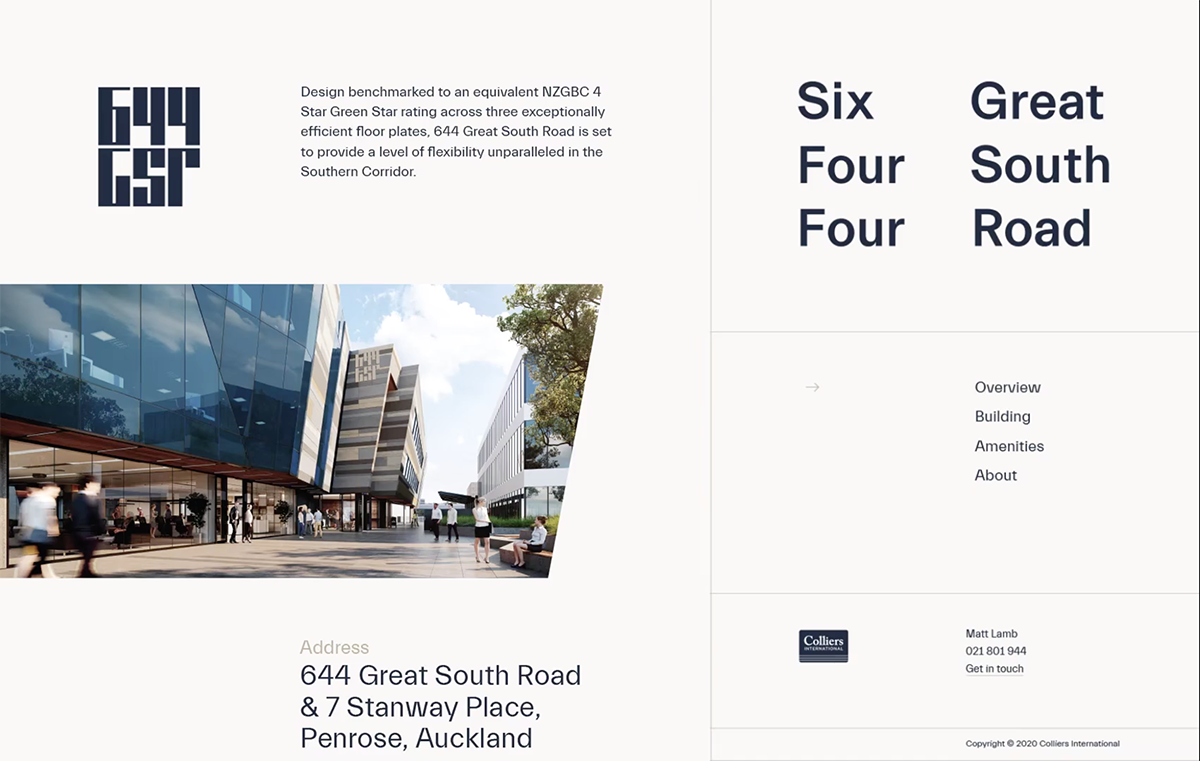 644
GSR
Design benchmarked to an equivalent NZGBC 4
Star Green Star rating across three exceptionally
efficient floor plates, 644 Great South Road is set
to provide a level of flexibility unparalleled in the
Southern Corridor.
644
GSR
Address
644 Great South Road
& 7 Stanway Place,
Penrose, Auckland
Six Great
Four South
Four Road
→
Overview
Building
Amenities
About
Colliers
INTERNATIONAL
Matt Lamb
021 801 944
Get in touch
Copyright © 2020 Colliers International